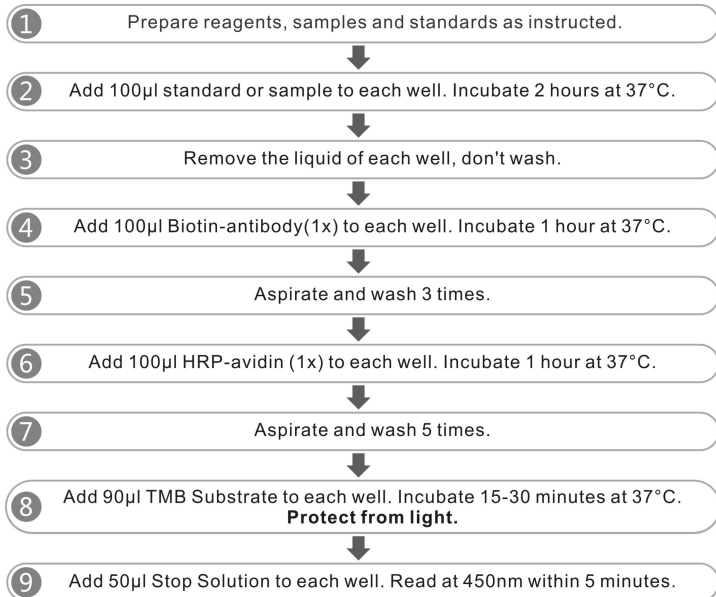 1 Prepare reagents, samples and standards as instructed.
2 Add 100μl standard or sample to each well. Incubate 2 hours at 37°C.
3 Remove the liquid of each well, don't wash.
4 Add 100μl Biotin-antibody(1x) to each well. Incubate 1 hour at 37°C.
5 Aspirate and wash 3 times.
6 Add 100μl HRP-avidin (1x) to each well. Incubate 1 hour at 37°C.
7 Aspirate and wash 5 times.
8 Add 90μl TMB Substrate to each well. Incubate 15-30 minutes at 37°C.
Protect from light.
9 Add 50μl Stop Solution to each well. Read at 450nm within 5 minutes.